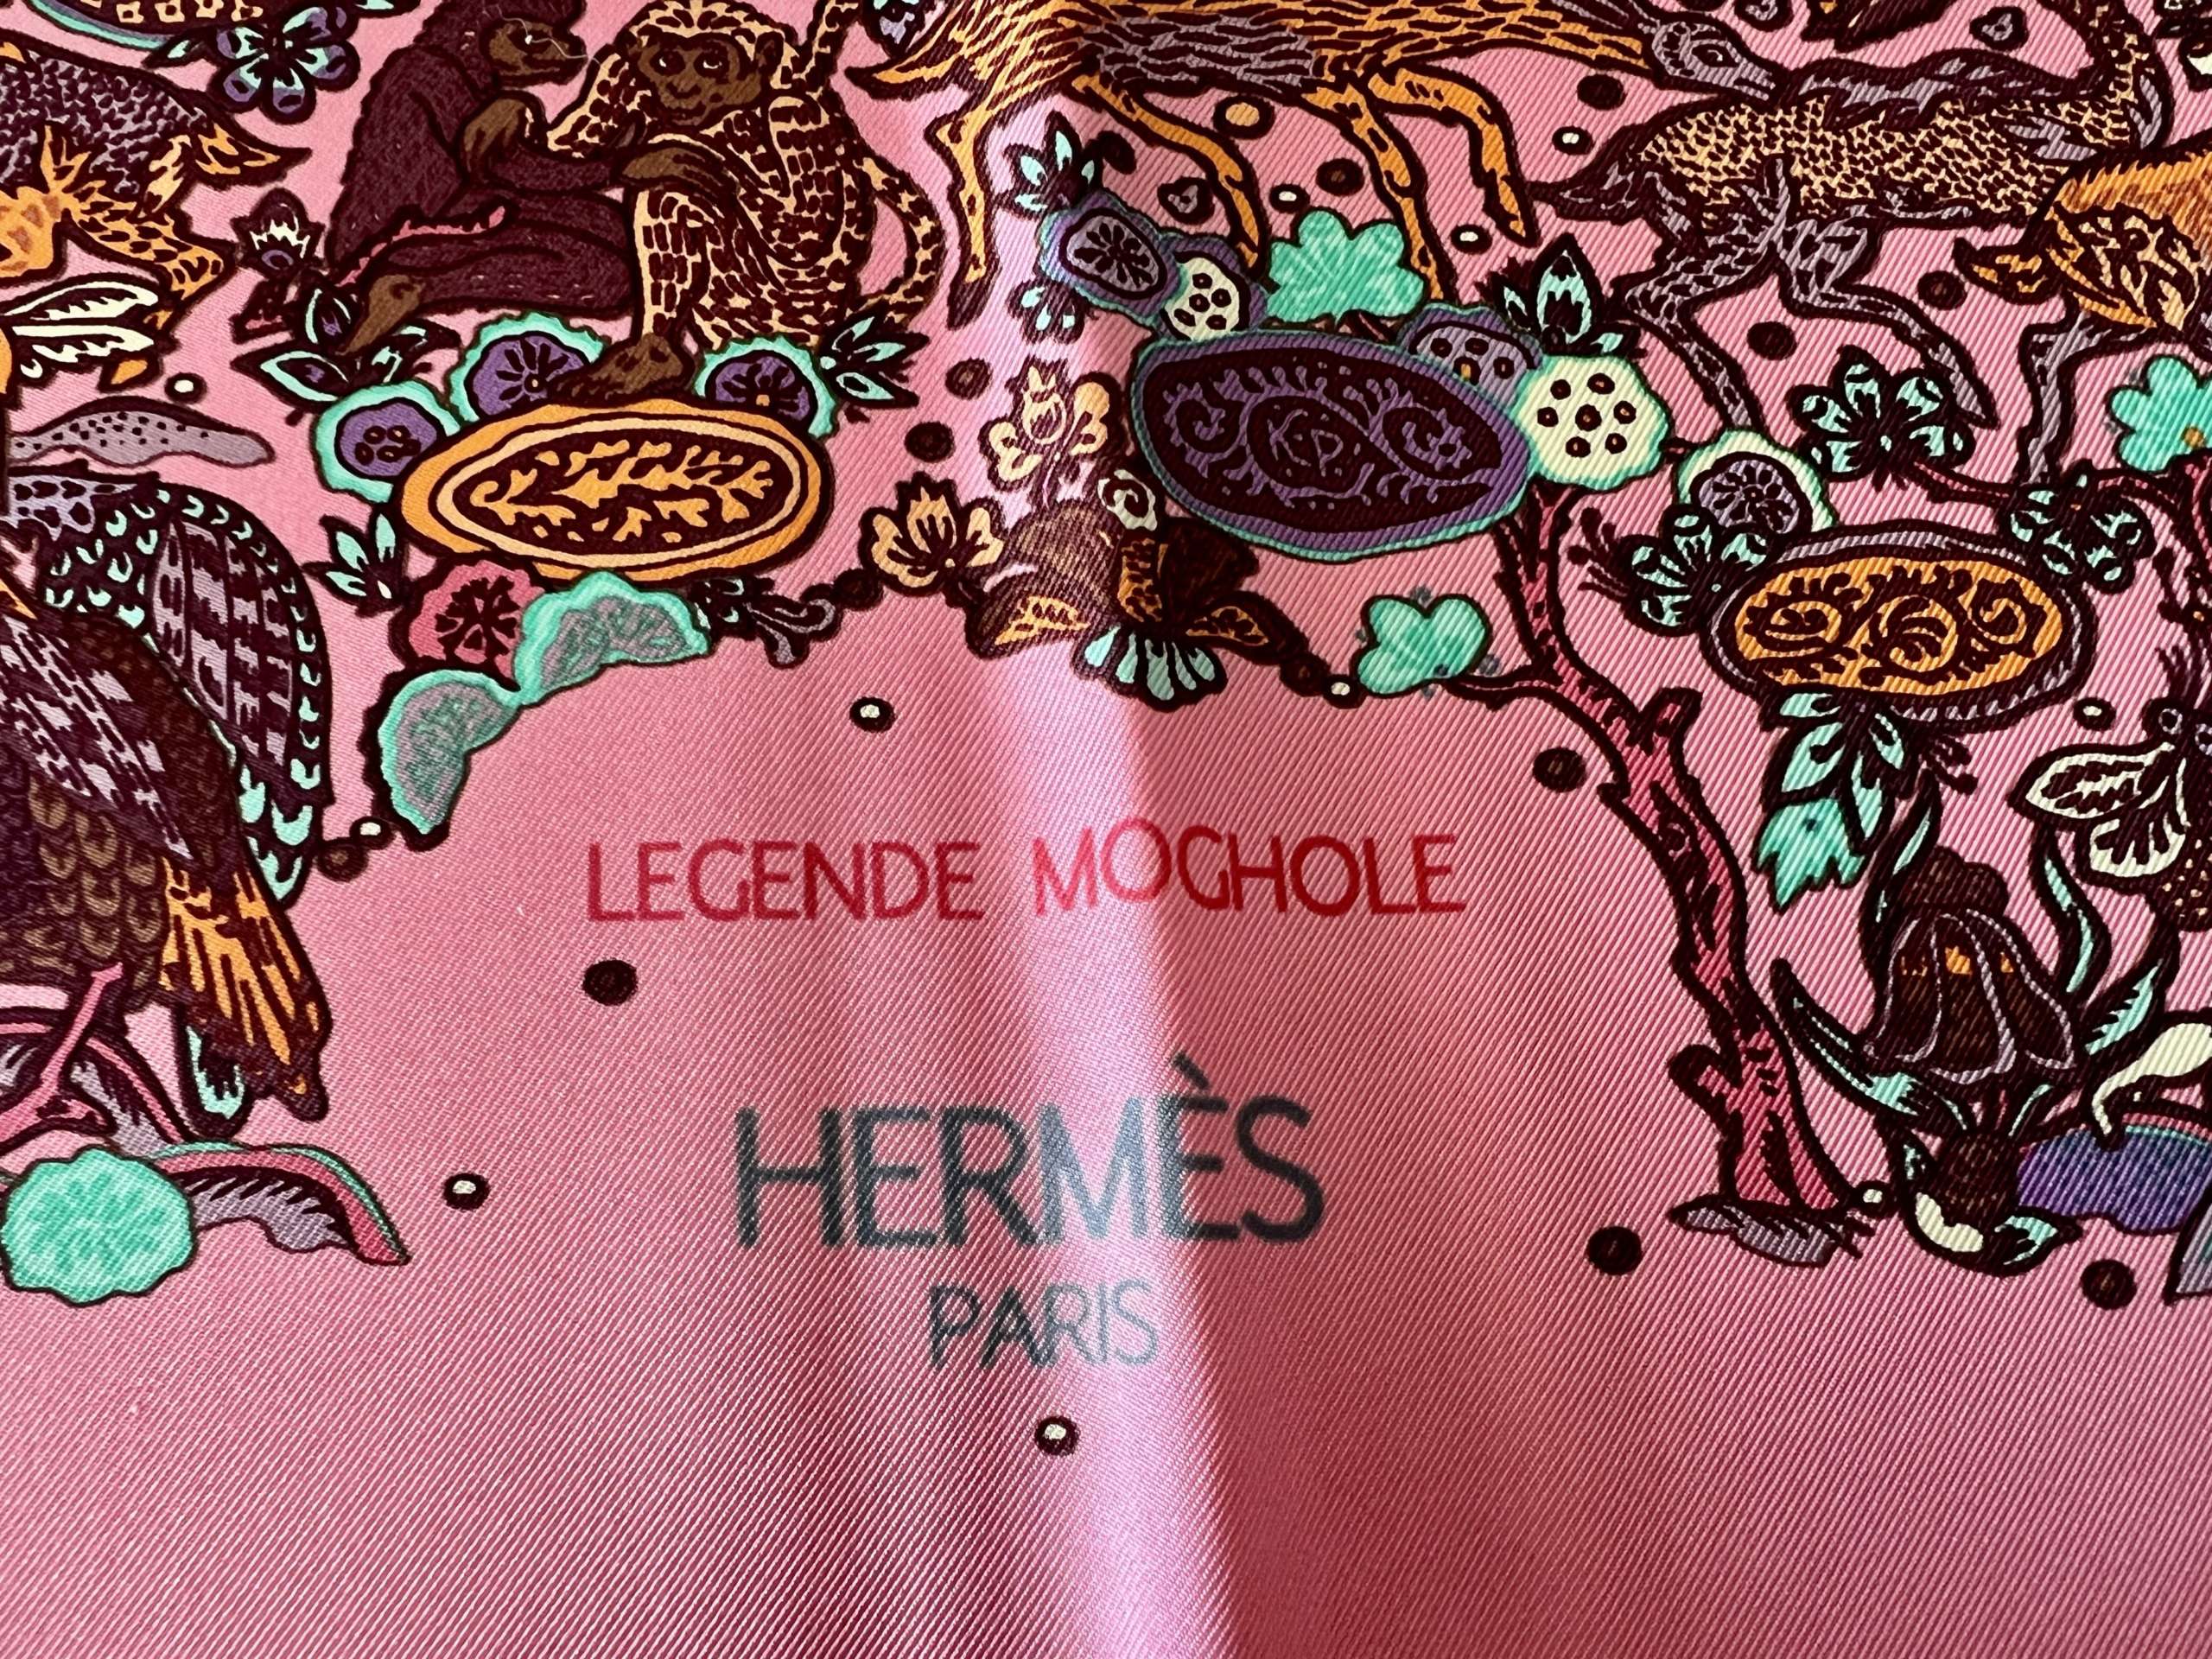 K.P.
LEGENDE MOGHOLE
HERMÈS
PARIS